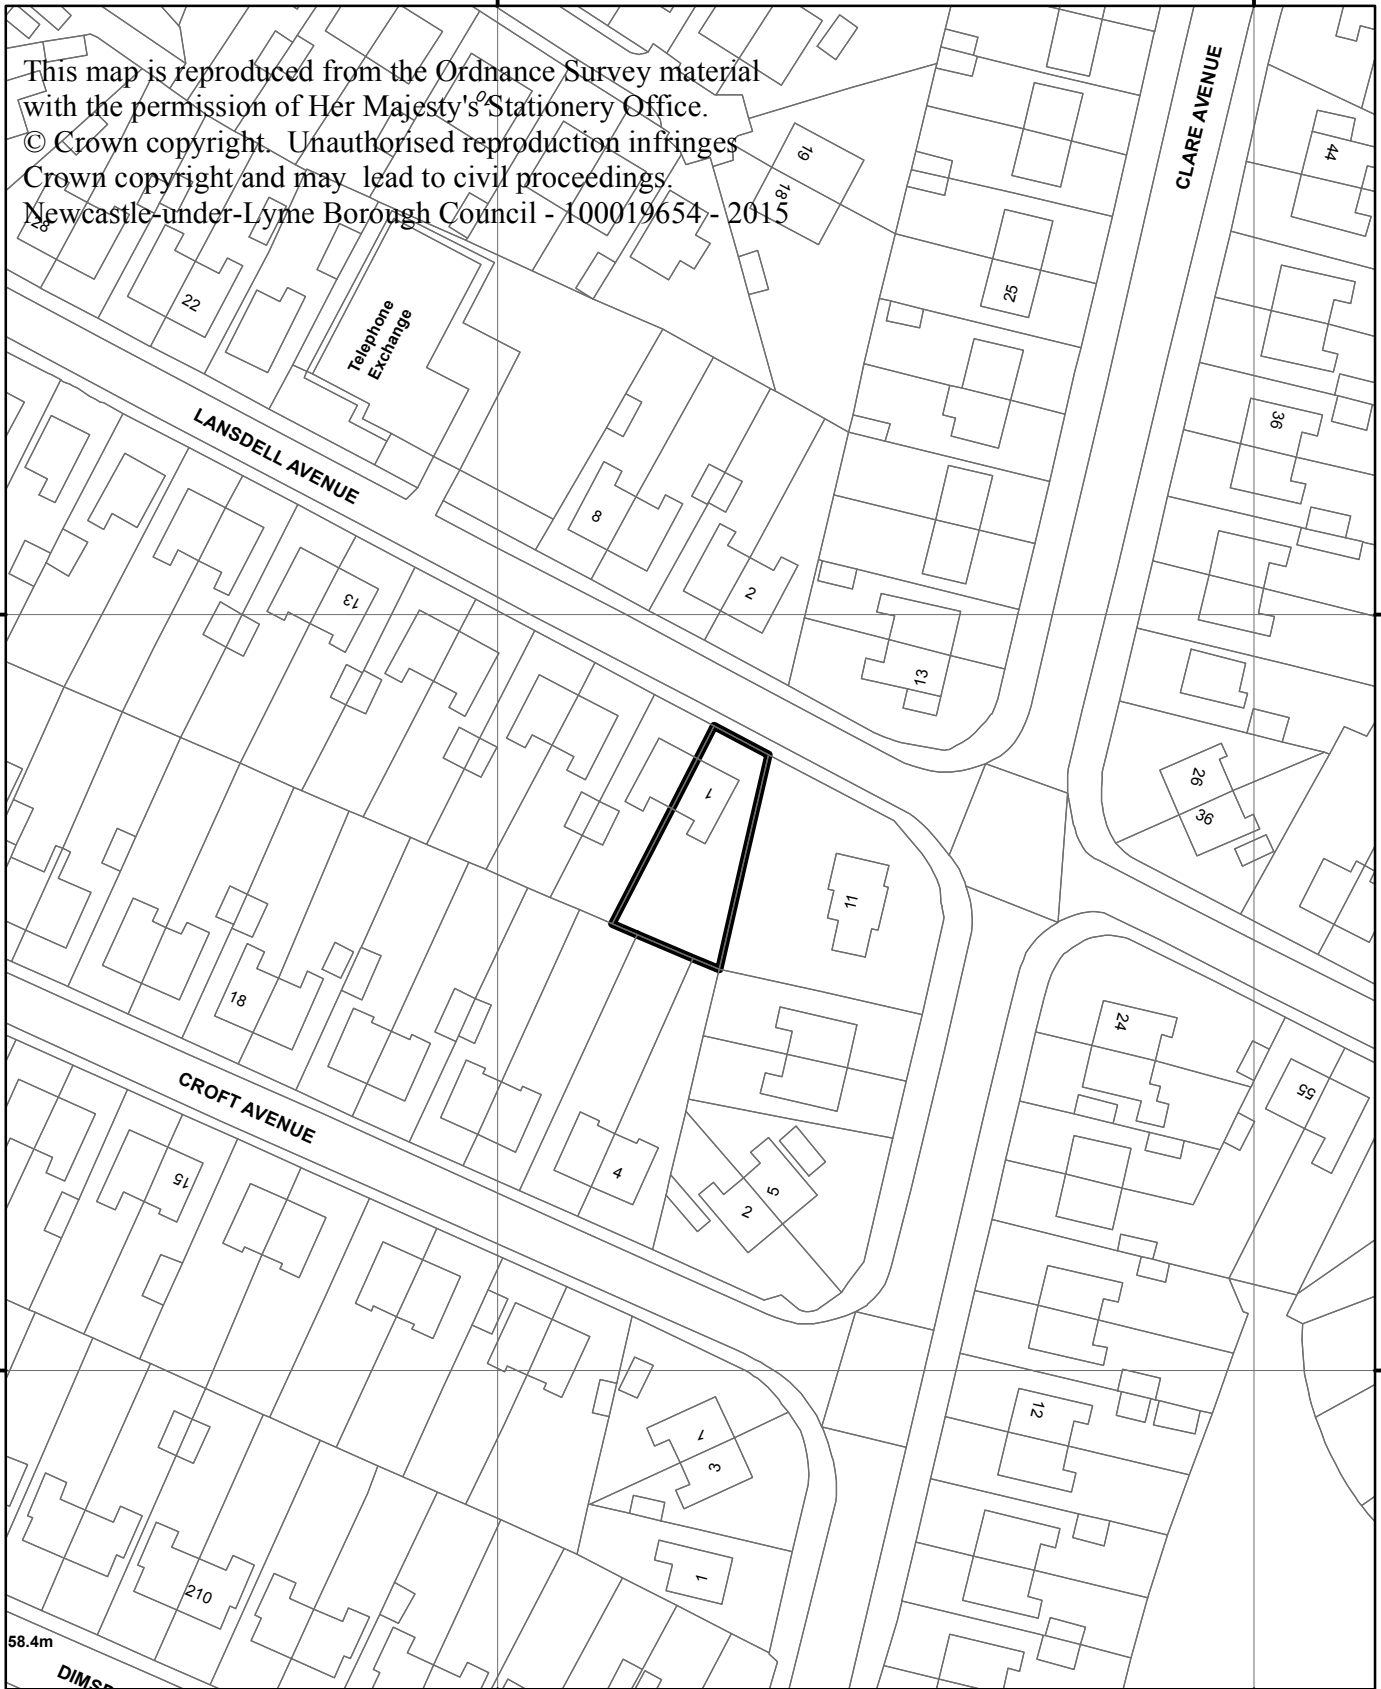 This map is reproduced from the Ordnance Survey material
with the permission of Her Majesty's Stationery Office.
© Crown copyright.  Unauthorised reproduction infringes
Crown copyright and may  lead to civil proceedings.
Newcastle-under-Lyme Borough Council - 100019654 - 2015
CLARE AVENUE
44
19
18
28
22
25
Telephone
Exchange
36
LANSDELL AVENUE
8
2
13
13
26
36
1
11
18
24
55
CROFT AVENUE
15
4
5
2
12
1
3
1
210
58.4m